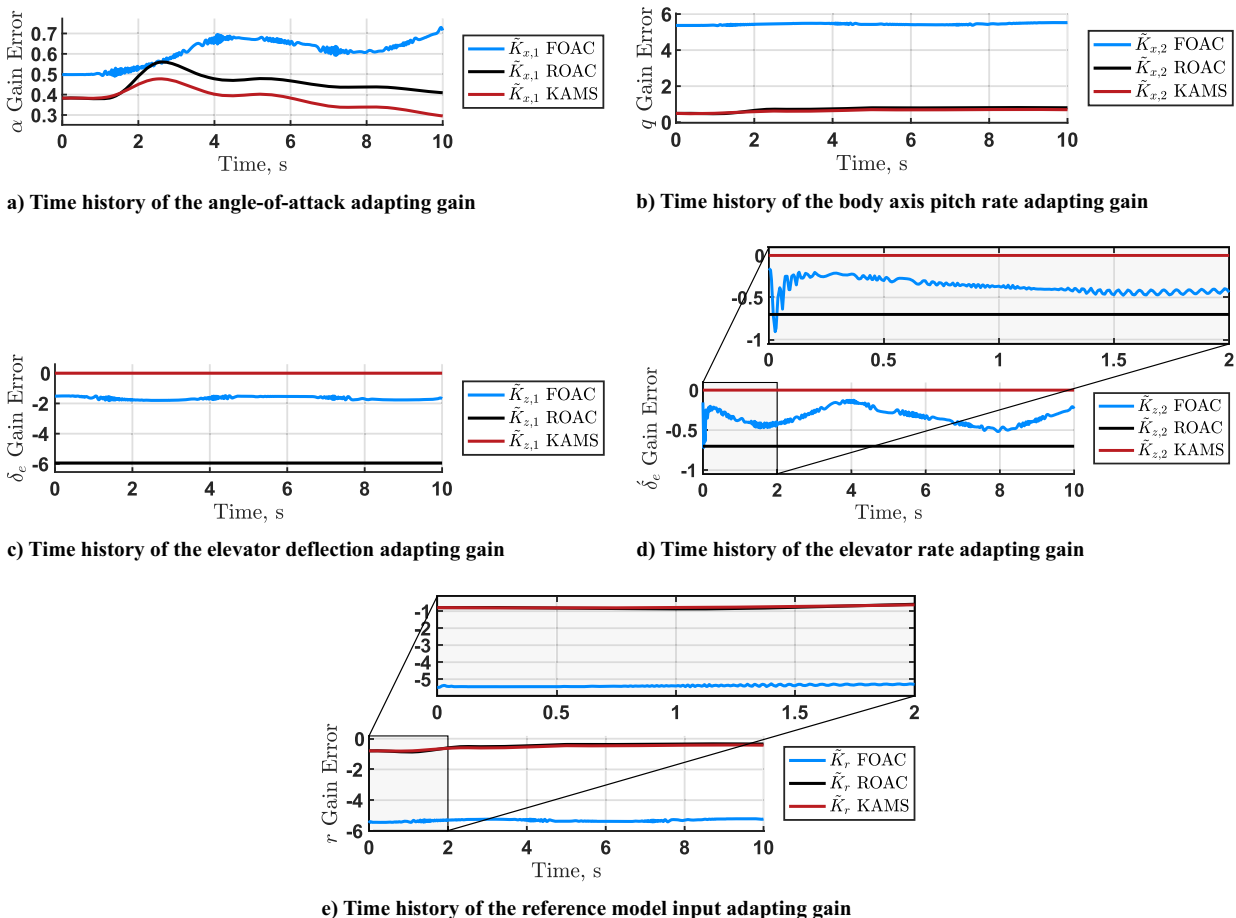 α Gain Error
0.7
0.6
0.5
0.4
0.3
0 2 4 6 8 10
Time, s
K̃x,1 FOAC
K̃x,1 ROAC
K̃x,1 KAMS
a) Time history of the angle-of-attack adapting gain
q Gain Error
6
4
2
0
0 2 4 6 8 10
Time, s
K̃x,2 FOAC
K̃x,2 ROAC
K̃x,2 KAMS
b) Time history of the body axis pitch rate adapting gain
δe Gain Error
0
-2
-4
-6
0 2 4 6 8 10
Time, s
K̃z,1 FOAC
K̃z,1 ROAC
K̃z,1 KAMS
c) Time history of the elevator deflection adapting gain
0
-0.5
-1
0 0.5 1 1.5 2
δ́e Gain Error
0
-0.5
-1
0 2 4 6 8 10
Time, s
K̃z,2 FOAC
K̃z,2 ROAC
K̃z,2 KAMS
d) Time history of the elevator rate adapting gain
-1
-2
-3
-4
-5
0 0.5 1 1.5 2
r Gain Error
0
-2
-4
-6
0 2 4 6 8 10
Time, s
K̃r FOAC
K̃r ROAC
K̃r KAMS
e) Time history of the reference model input adapting gain